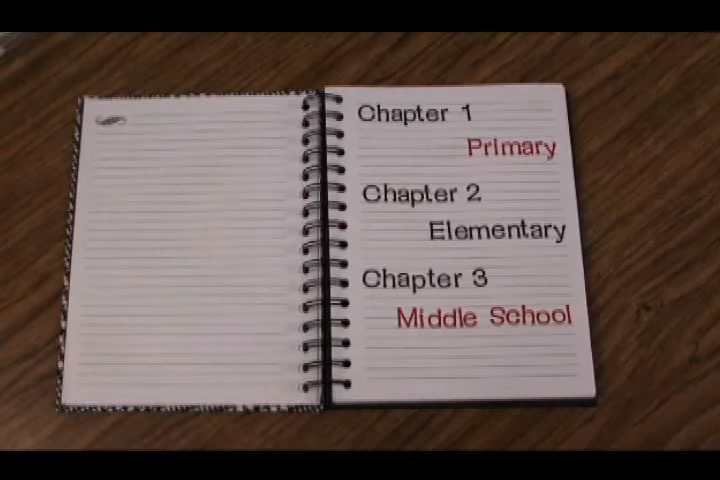 Chapter 1
Primary
Chapter 2
Elementary
Chapter 3
Middle School